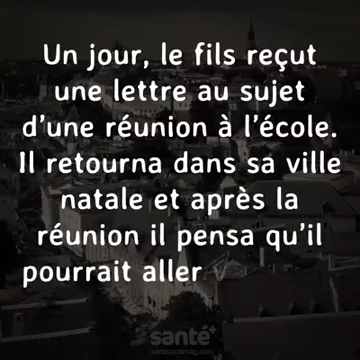 Un jour, le fils reçut
une lettre au sujet
d'une réunion à l'école.
Il retourna dans sa ville
natale et après la
réunion il pensa qu'il
pourrait aller
santé+